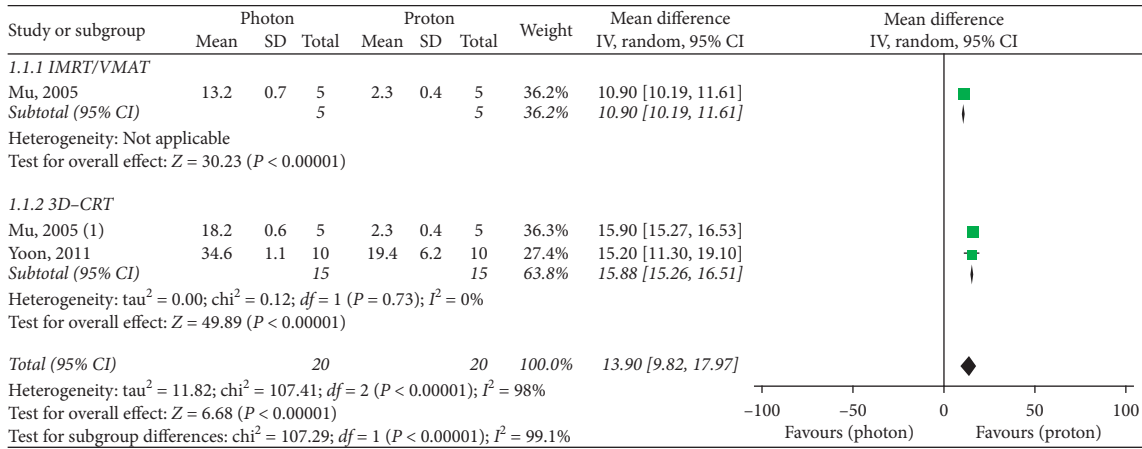 Study or subgroup Photon Proton Weight Mean difference Mean difference
Mean SD Total Mean SD Total IV, random, 95% CI IV, random, 95% CI
1.1.1 IMRT/VMAT
Mu, 2005 13.2 0.7 5 2.3 0.4 5 36.2% 10.90 [10.19, 11.61]
Subtotal (95% CI) 5 5 36.2% 10.90 [10.19, 11.61]
Heterogeneity: Not applicable
Test for overall effect: Z = 30.23 (P < 0.00001)
1.1.2 3D–CRT
Mu, 2005 (1) 18.2 0.6 5 2.3 0.4 5 36.3% 15.90 [15.27, 16.53]
Yoon, 2011 34.6 1.1 10 19.4 6.2 10 27.4% 15.20 [11.30, 19.10]
Subtotal (95% CI) 15 15 63.8% 15.88 [15.26, 16.51]
Heterogeneity: tau² = 0.00; chi² = 0.12; df = 1 (P = 0.73); I² = 0%
Test for overall effect: Z = 49.89 (P < 0.00001)
Total (95% CI) 20 20 100.0% 13.90 [9.82, 17.97]
Heterogeneity: tau² = 11.82; chi² = 107.41; df = 2 (P < 0.00001); I² = 98%
Test for overall effect: Z = 6.68 (P < 0.00001)
Test for subgroup differences: chi² = 107.29; df = 1 (P < 0.00001); I² = 99.1%
–100 –50 0 50 100
Favours (photon) Favours (proton)